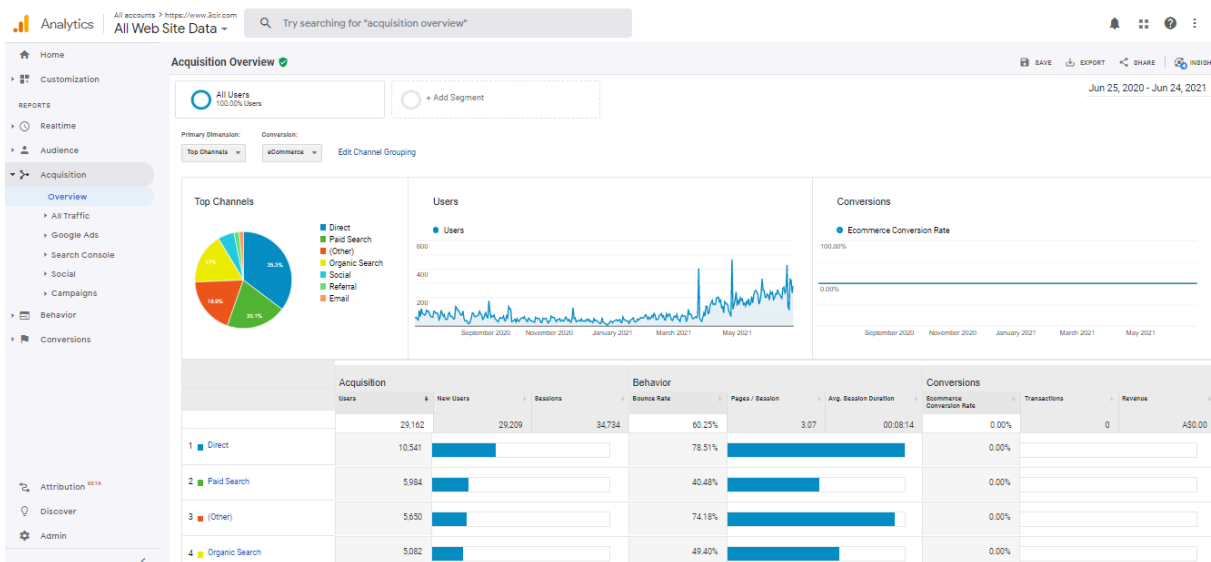 Analytics
All accounts > https://www.3cir.com
All Web Site Data
Try searching for "acquisition overview"
Home
Customization
REPORTS
Realtime
Audience
Acquisition
Overview
All Traffic
Google Ads
Search Console
Social
Campaigns
Behavior
Conversions
Attribution BETA
Discover
Admin
Acquisition Overview
SAVE
EXPORT
SHARE
INSIGH
All Users
100.00% Users
+ Add Segment
Jun 25, 2020 - Jun 24, 2021
Primary Dimension:
Conversion:
Top Channels
eCommerce
Edit Channel Grouping
Top Channels
Direct
Paid Search
(Other)
Organic Search
Social
Referral
Email
35.3%
20.1%
18.9%
17%
Users
Users
600
400
200
September 2020
November 2020
January 2021
March 2021
May 2021
Conversions
Ecommerce Conversion Rate
100.00%
0.00%
September 2020
November 2020
January 2021
March 2021
May 2021
Acquisition
Behavior
Conversions
Users
New Users
Sessions
Bounce Rate
Pages / Session
Avg. Session Duration
Ecommerce Conversion Rate
Transactions
Revenue
29,162
29,209
34,734
60.25%
3.07
00:08:14
0.00%
0
A$0.00
1 Direct 10,541 78.51% 0.00%
2 Paid Search 5,984 40.48% 0.00%
3 (Other) 5,650 74.18% 0.00%
4 Organic Search 5,082 49.40% 0.00%